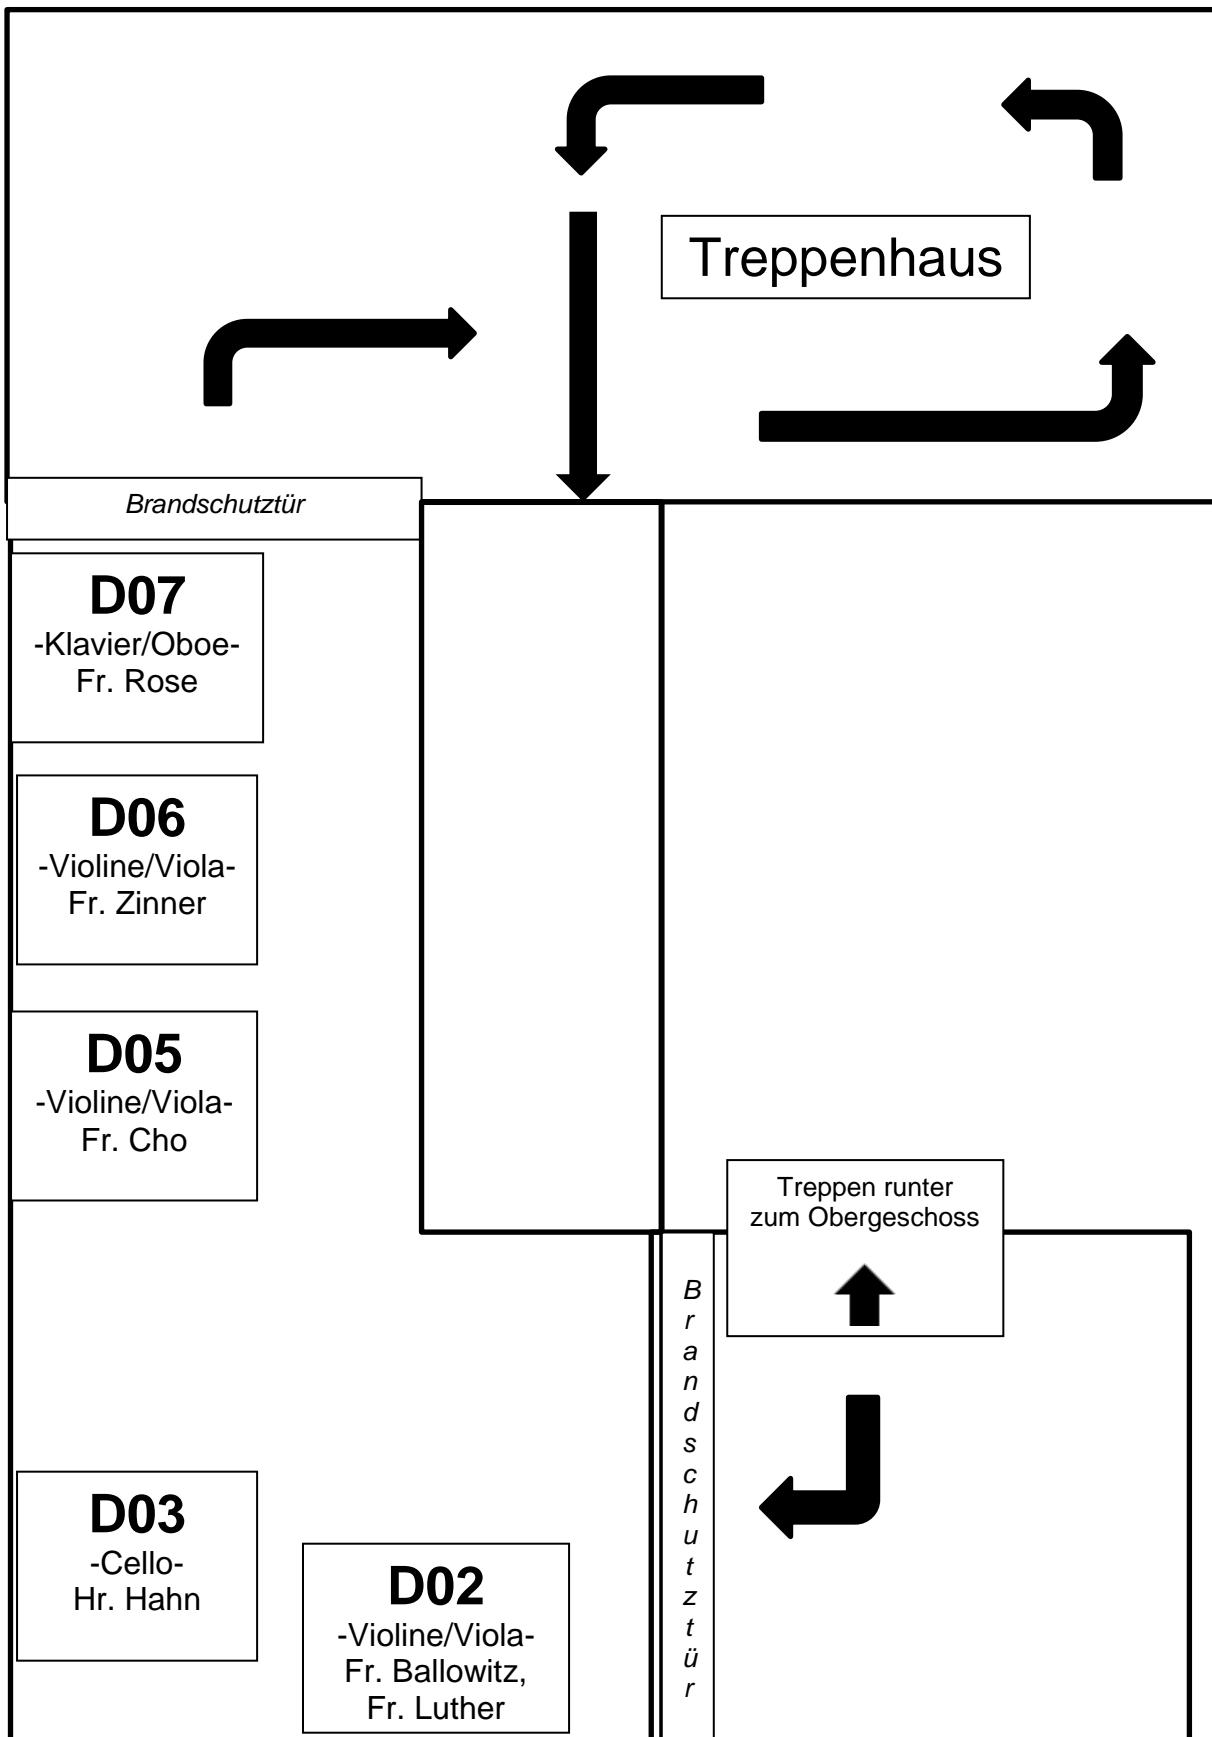 Treppenhaus
Brandschutztür
D07
-Klavier/Oboe-
Fr. Rose
D06
-Violine/Viola-
Fr. Zinner
D05
-Violine/Viola-
Fr. Cho
Treppen runter
zum Obergeschoss
B
r
a
n
d
s
c
h
u
t
z
t
ü
r
D03
-Cello-
Hr. Hahn
D02
-Violine/Viola-
Fr. Ballowitz,
Fr. Luther